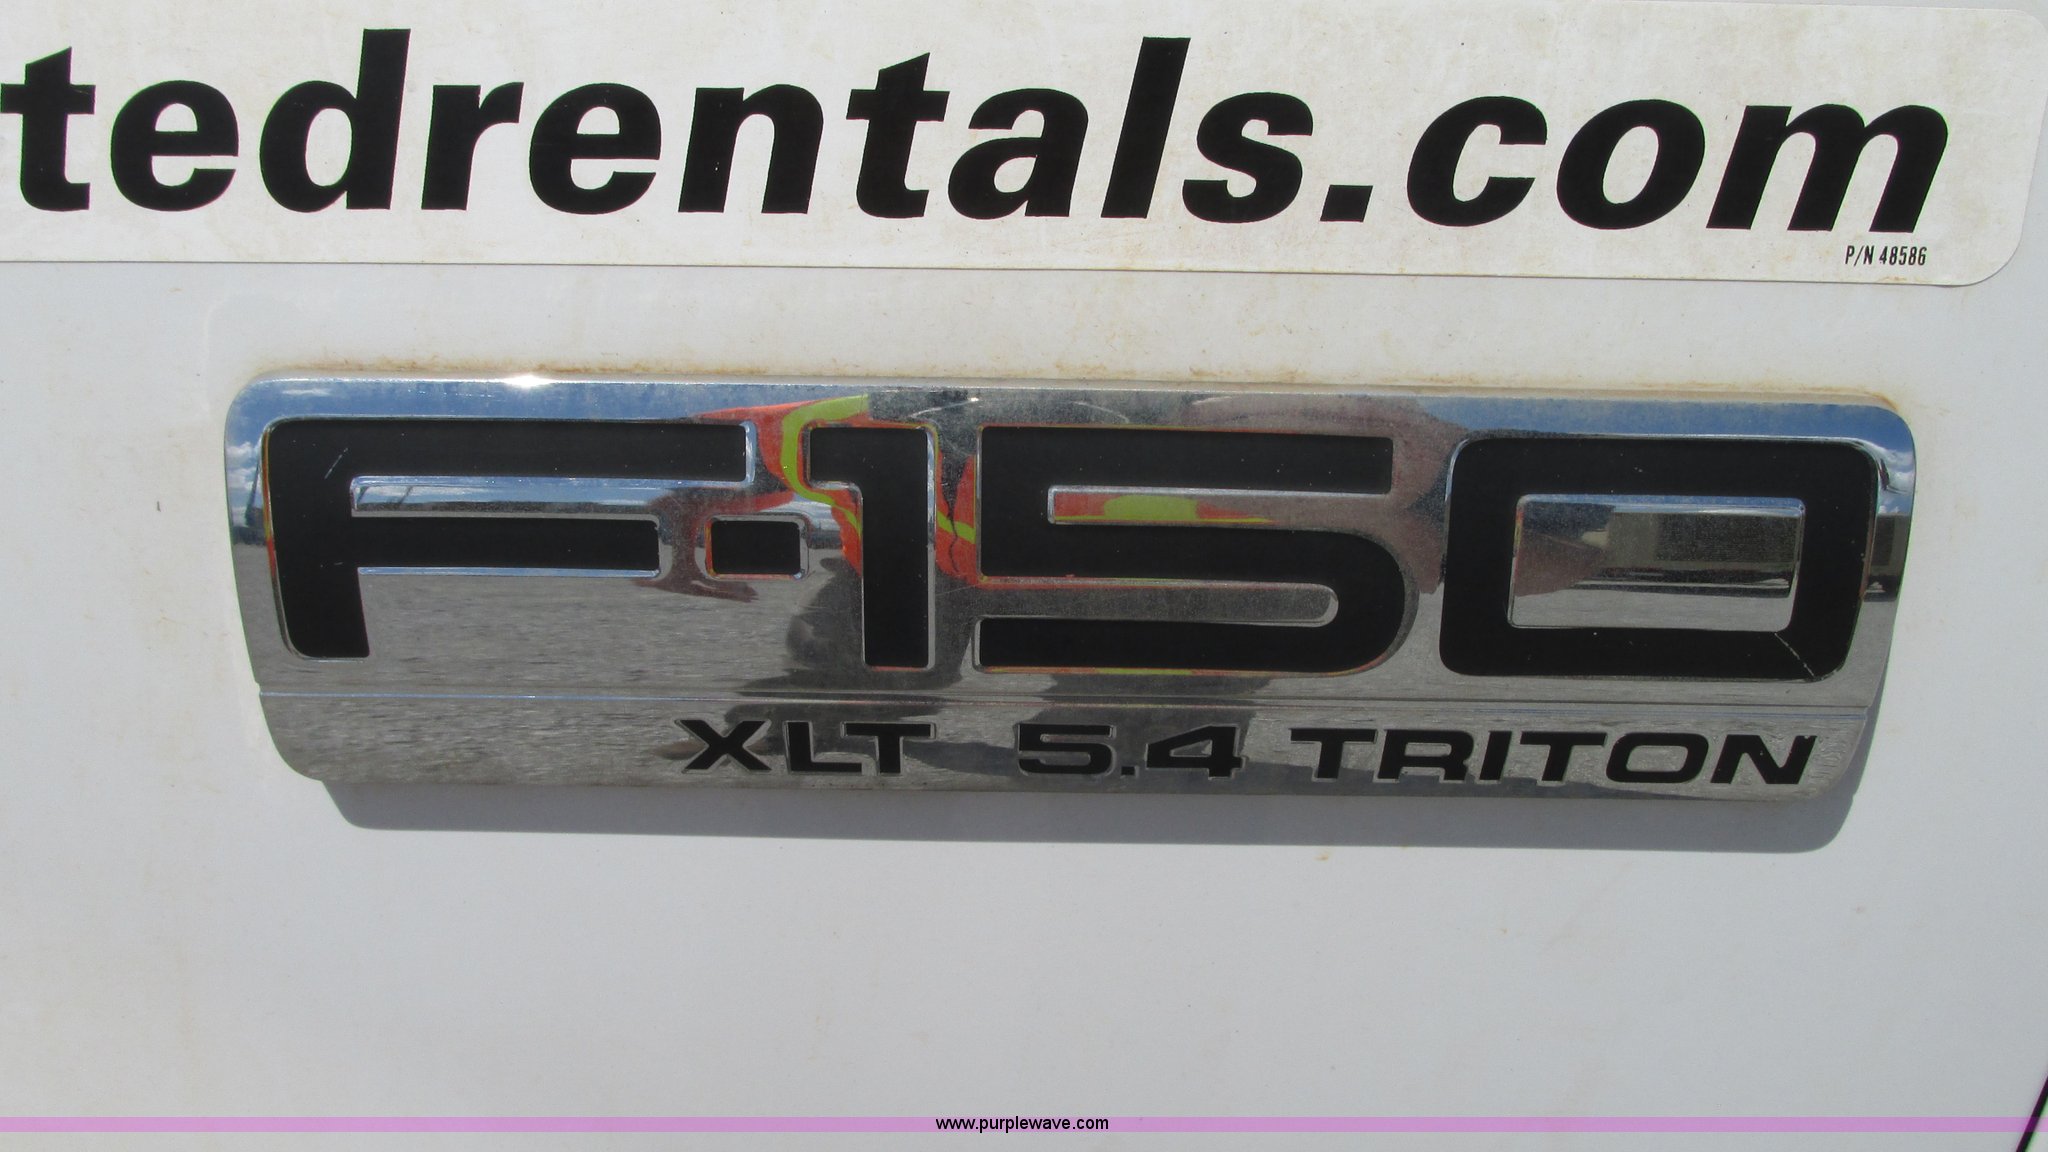 tedrentals.com
P/N 48586
F-150
XLT 5.4 TRITON
www.purplewave.com